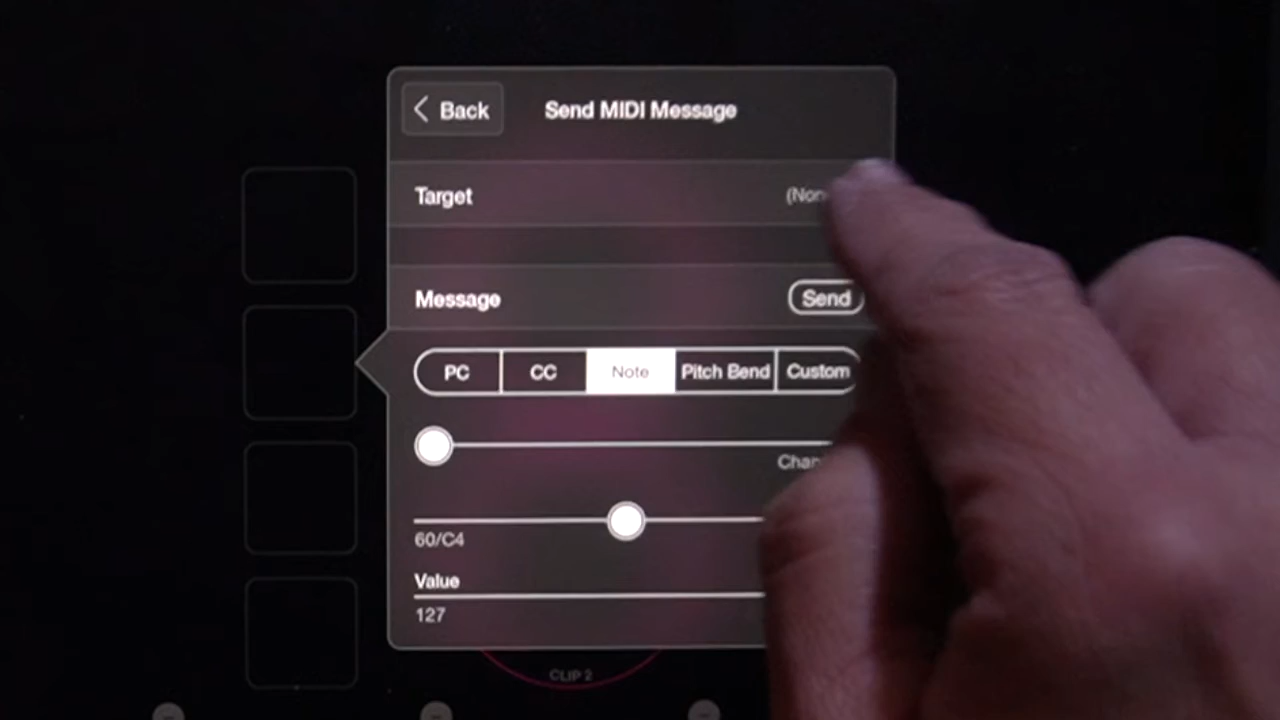 Back
Send MIDI Message
Target
Message
Send
PC
CC
Note
Pitch Bend
Custom
60/C4
Value
127
CLIP 2